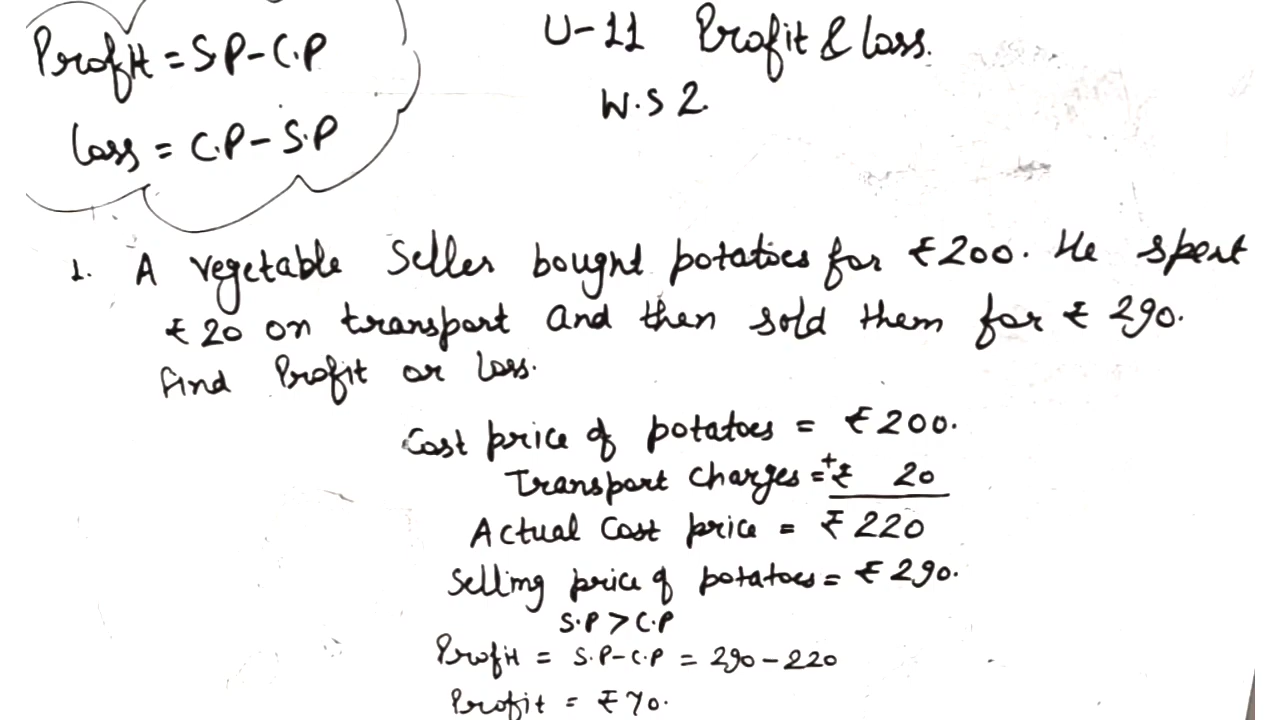 Profit = S.P-C.P
Loss = C.P-S.P
U-11 Profit & Loss.
W.S 2.
1. A vegetable seller bought potatoes for ₹200. He spent
₹20 on transport and then sold them for ₹ 290.
Find Profit or Loss.
Cost price of potatoes = ₹200.
Transport charges =+₹ 20
Actual Cost price = ₹220
Selling price of potatoes = ₹290.
S.P > C.P
Profit = S.P-C.P = 290-220
Profit = ₹70.